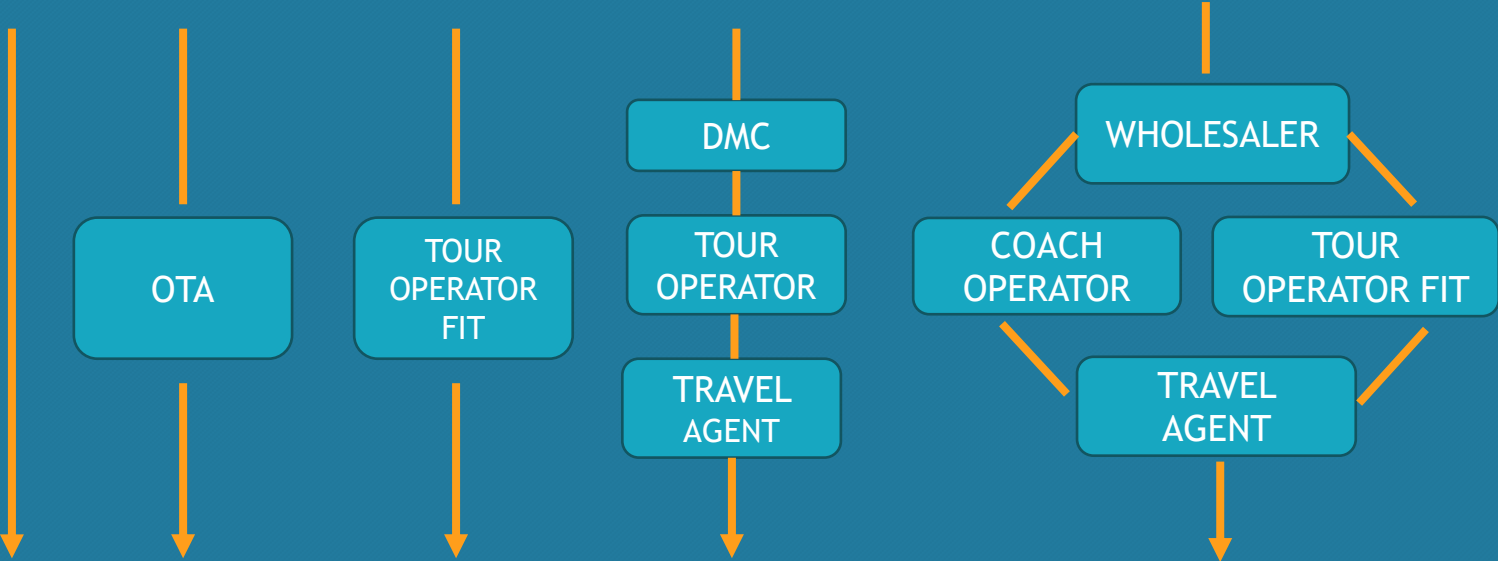 DMC
WHOLESALER
OTA
TOUR
OPERATOR
FIT
TOUR
OPERATOR
COACH
OPERATOR
TOUR
OPERATOR FIT
TRAVEL
AGENT
TRAVEL
AGENT